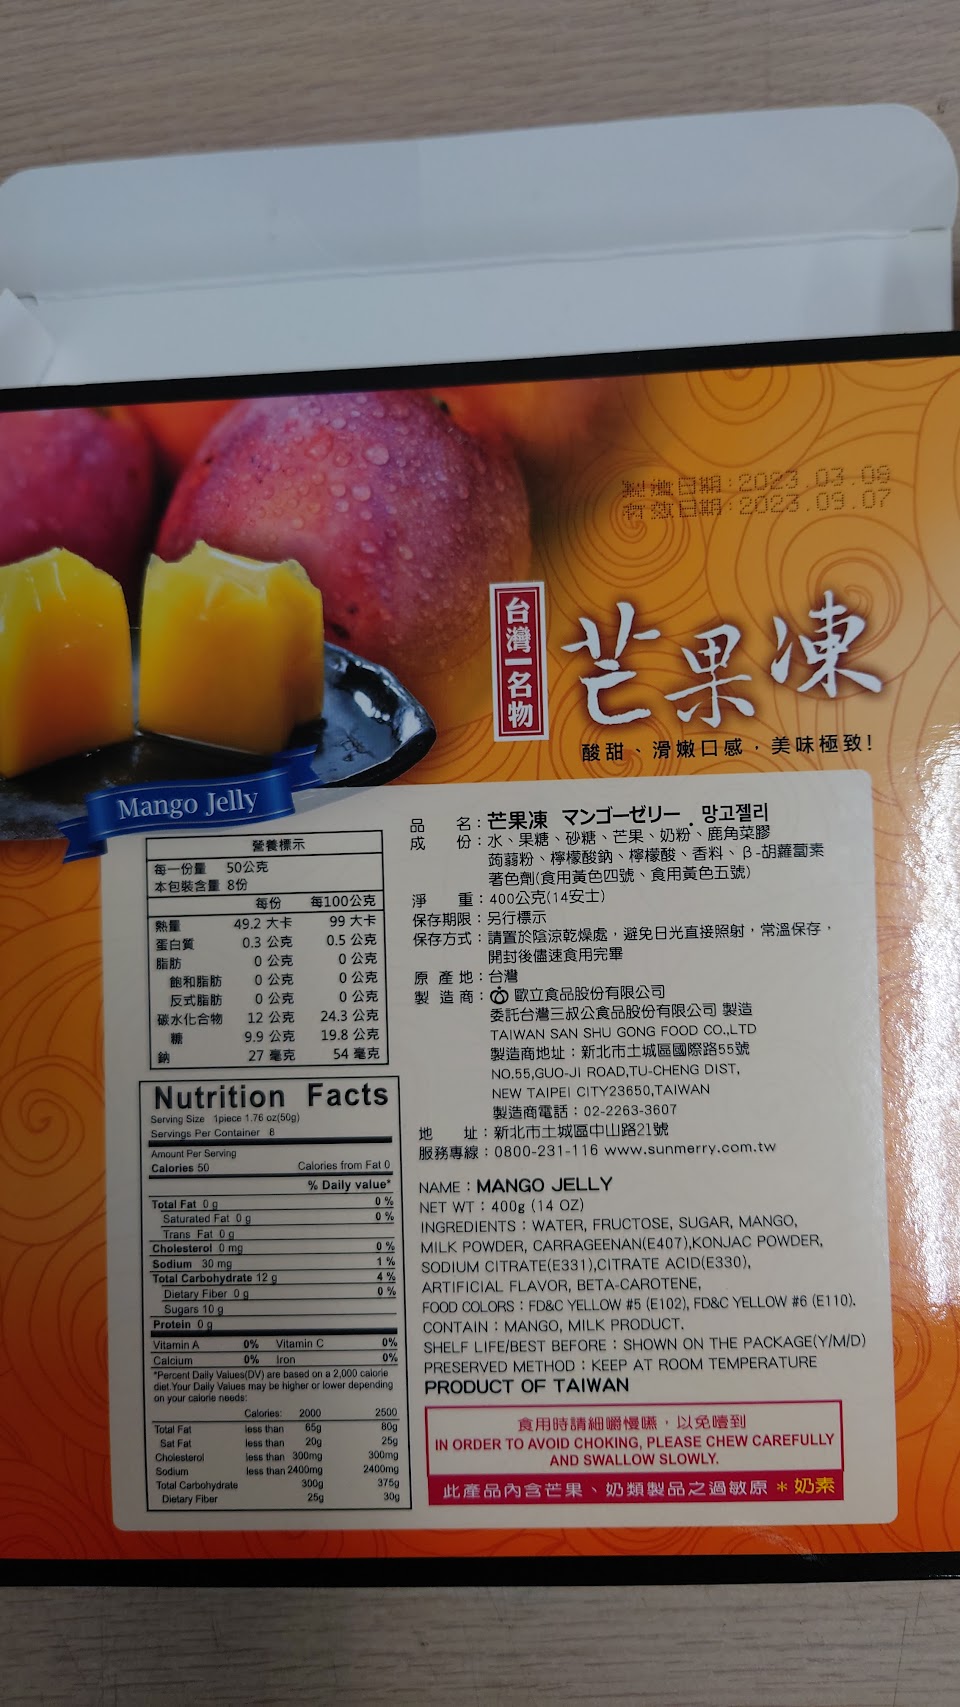 製造日期:2023.03.08
有效日期:2023.09.07
台灣一名物
芒果凍
酸甜、滑嫩口感，美味極致!
Mango Jelly
營養標示
每一份量 50公克
本包裝含量 8份
每份 每100公克
熱量 49.2 大卡 99 大卡
蛋白質 0.3 公克 0.5 公克
脂肪 0 公克 0 公克
飽和脂肪 0 公克 0 公克
反式脂肪 0 公克 0 公克
碳水化合物 12 公克 24.3 公克
糖 9.9 公克 19.8 公克
鈉 27 毫克 54 毫克
Nutrition Facts
Serving Size 1piece 1.76 oz(50g)
Servings Per Container 8
Amount Per Serving
Calories 50 Calories from Fat 0
% Daily value*
Total Fat 0 g 0 %
Saturated Fat 0 g 0 %
Trans Fat 0 g
Cholesterol 0 mg 0 %
Sodium 30 mg 1 %
Total Carbohydrate 12 g 4 %
Dietary Fiber 0 g 0 %
Sugars 10 g
Protein 0 g
Vitamin A 0% Vitamin C 0%
Calcium 0% Iron 0%
*Percent Daily Values(DV) are based on a 2,000 calorie
diet.Your Daily Values may be higher or lower depending
on your calorie needs:
Calories: 2000 2500
Total Fat less than 65g 80g
Sat Fat less than 20g 25g
Cholesterol less than 300mg 300mg
Sodium less than 2400mg 2400mg
Total Carbohydrate 300g 375g
Dietary Fiber 25g 30g
品名：芒果凍 マンゴーゼリー．망고젤리
成份：水、果糖、砂糖、芒果、奶粉、鹿角菜膠
蒟蒻粉、檸檬酸鈉、檸檬酸、香料、β-胡蘿蔔素
著色劑(食用黃色四號、食用黃色五號)
淨重：400公克(14安士)
保存期限：另行標示
保存方式：請置於陰涼乾燥處，避免日光直接照射，常溫保存，
開封後儘速食用完畢
原產地：台灣
製造商：歐立食品股份有限公司
委託台灣三叔公食品股份有限公司 製造
TAIWAN SAN SHU GONG FOOD CO.,LTD
製造商地址：新北市土城區國際路55號
NO.55,GUO-JI ROAD,TU-CHENG DIST,
NEW TAIPEI CITY23650,TAIWAN
製造商電話：02-2263-3607
地址：新北市土城區中山路21號
服務專線：0800-231-116 www.sunmerry.com.tw
NAME：MANGO JELLY
NET WT：400g (14 OZ)
INGREDIENTS：WATER, FRUCTOSE, SUGAR, MANGO,
MILK POWDER, CARRAGEENAN(E407),KONJAC POWDER,
SODIUM CITRATE(E331),CITRATE ACID(E330),
ARTIFICIAL FLAVOR, BETA-CAROTENE,
FOOD COLORS：FD&C YELLOW #5 (E102), FD&C YELLOW #6 (E110).
CONTAIN：MANGO, MILK PRODUCT.
SHELF LIFE/BEST BEFORE：SHOWN ON THE PACKAGE(Y/M/D)
PRESERVED METHOD：KEEP AT ROOM TEMPERATURE
PRODUCT OF TAIWAN
食用時請細嚼慢嚥，以免噎到
IN ORDER TO AVOID CHOKING, PLEASE CHEW CAREFULLY
AND SWALLOW SLOWLY.
此產品內含芒果、奶類製品之過敏原＊奶素